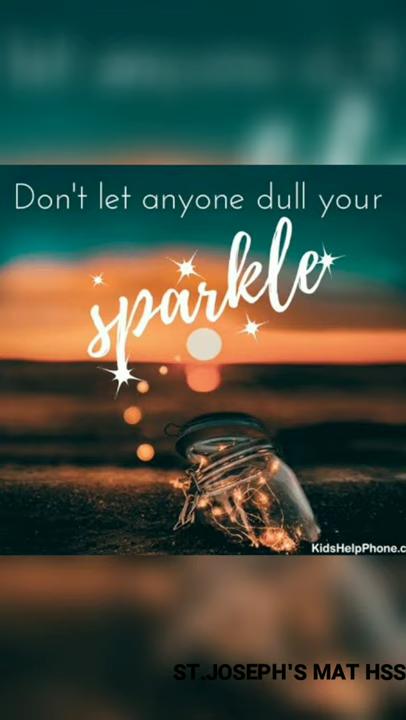 Don't let anyone dull your
sparkle
KidsHelpPhone.c
ST.JOSEPH'S MAT HSS